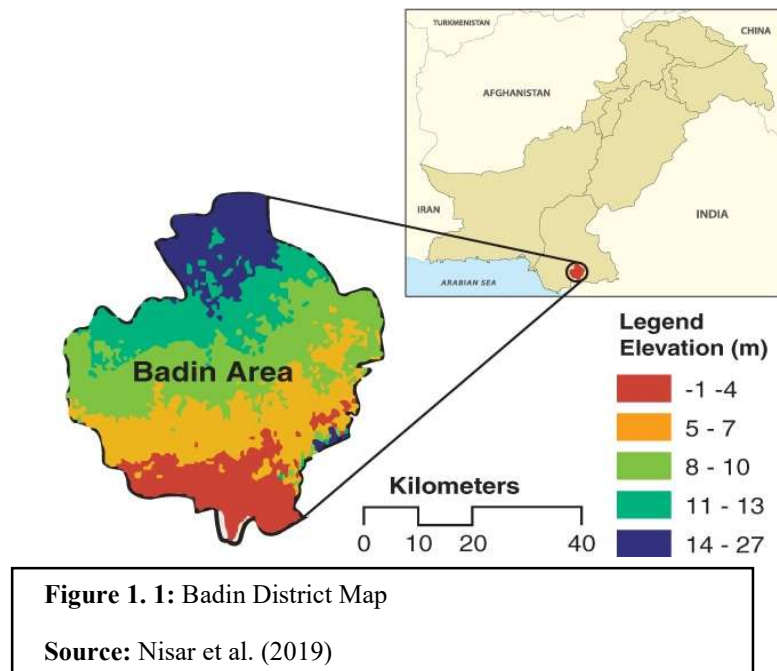 TURKMENISTAN
CHINA
AFGHANISTAN
IRAN
INDIA
ARABIAN SEA
Badin Area
Legend
Elevation (m)
-1 -4
5 - 7
8 - 10
11 - 13
14 - 27
Kilometers
0 10 20 40
Figure 1. 1: Badin District Map
Source: Nisar et al. (2019)